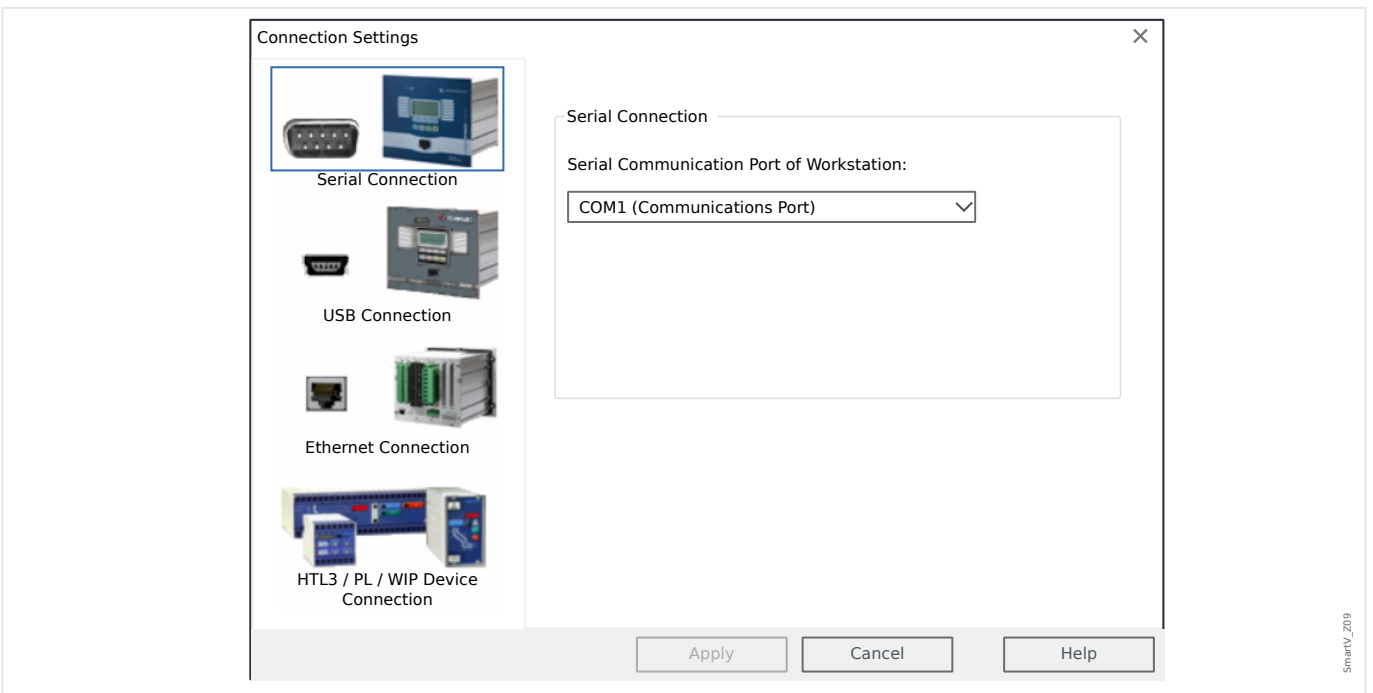 Connection Settings
Serial Connection
USB Connection
Ethernet Connection
HTL3 / PL / WIP Device
Connection
Serial Connection
Serial Communication Port of Workstation:
COM1 (Communications Port)
Apply
Cancel
Help
SmartV_Z09